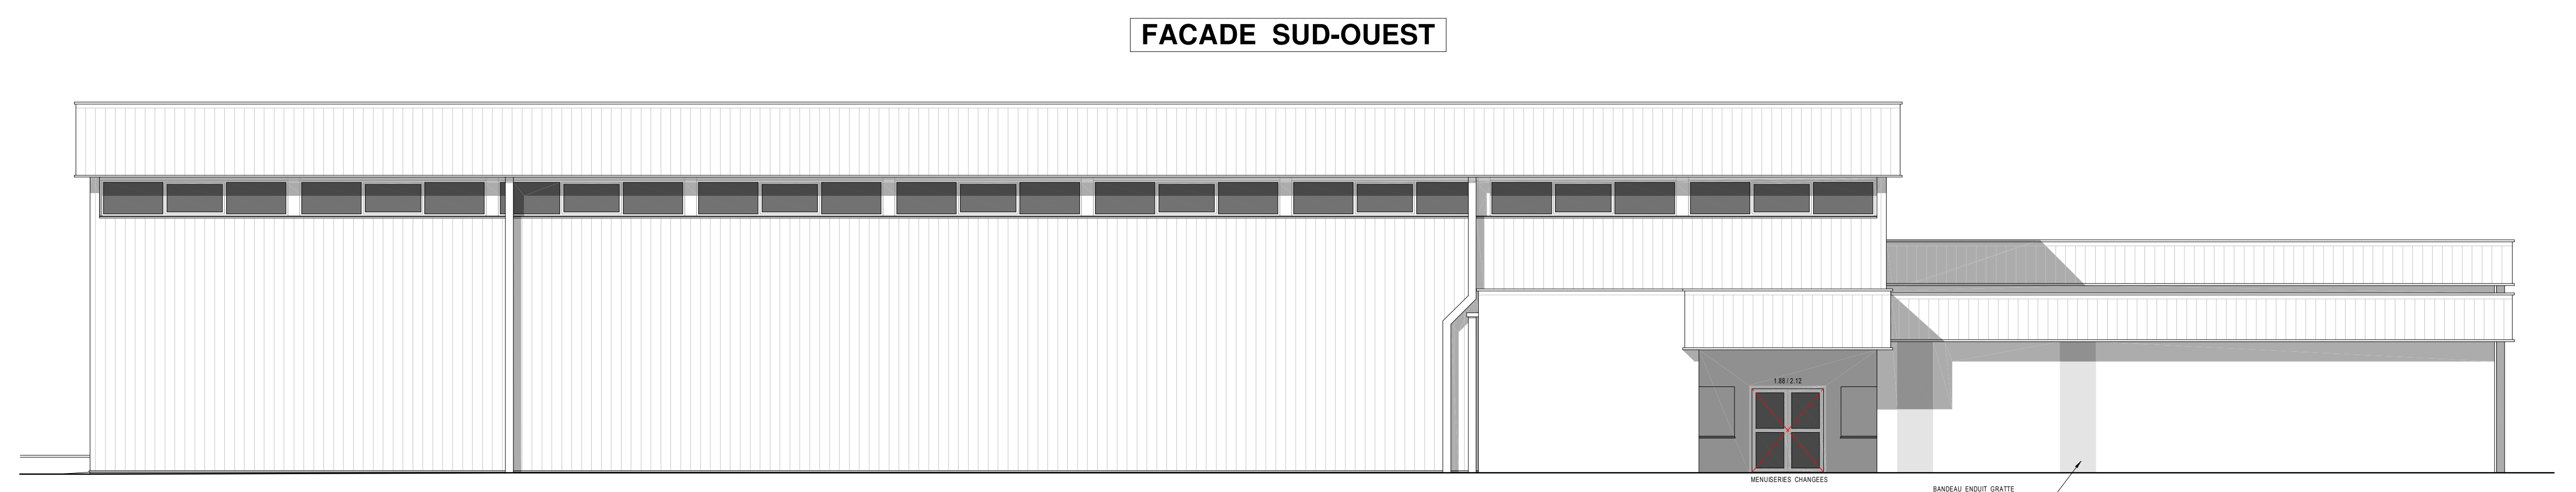 FACADE SUD-OUEST
1.88 / 2.12
MENUISERIES CHANGEES
BANDEAU ENDUIT GRATTE